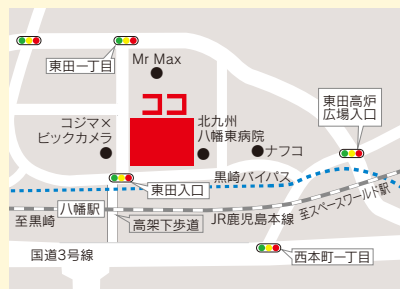 東田一丁目
Mr Max
ココ
コジマ×
ビックカメラ
北九州
八幡東病院
ナフコ
東田高炉
広場入口
東田入口
黒崎バイパス
八幡駅
至黒崎
高架下歩道
JR鹿児島本線
至スペースワールド駅
国道3号線
西本町一丁目